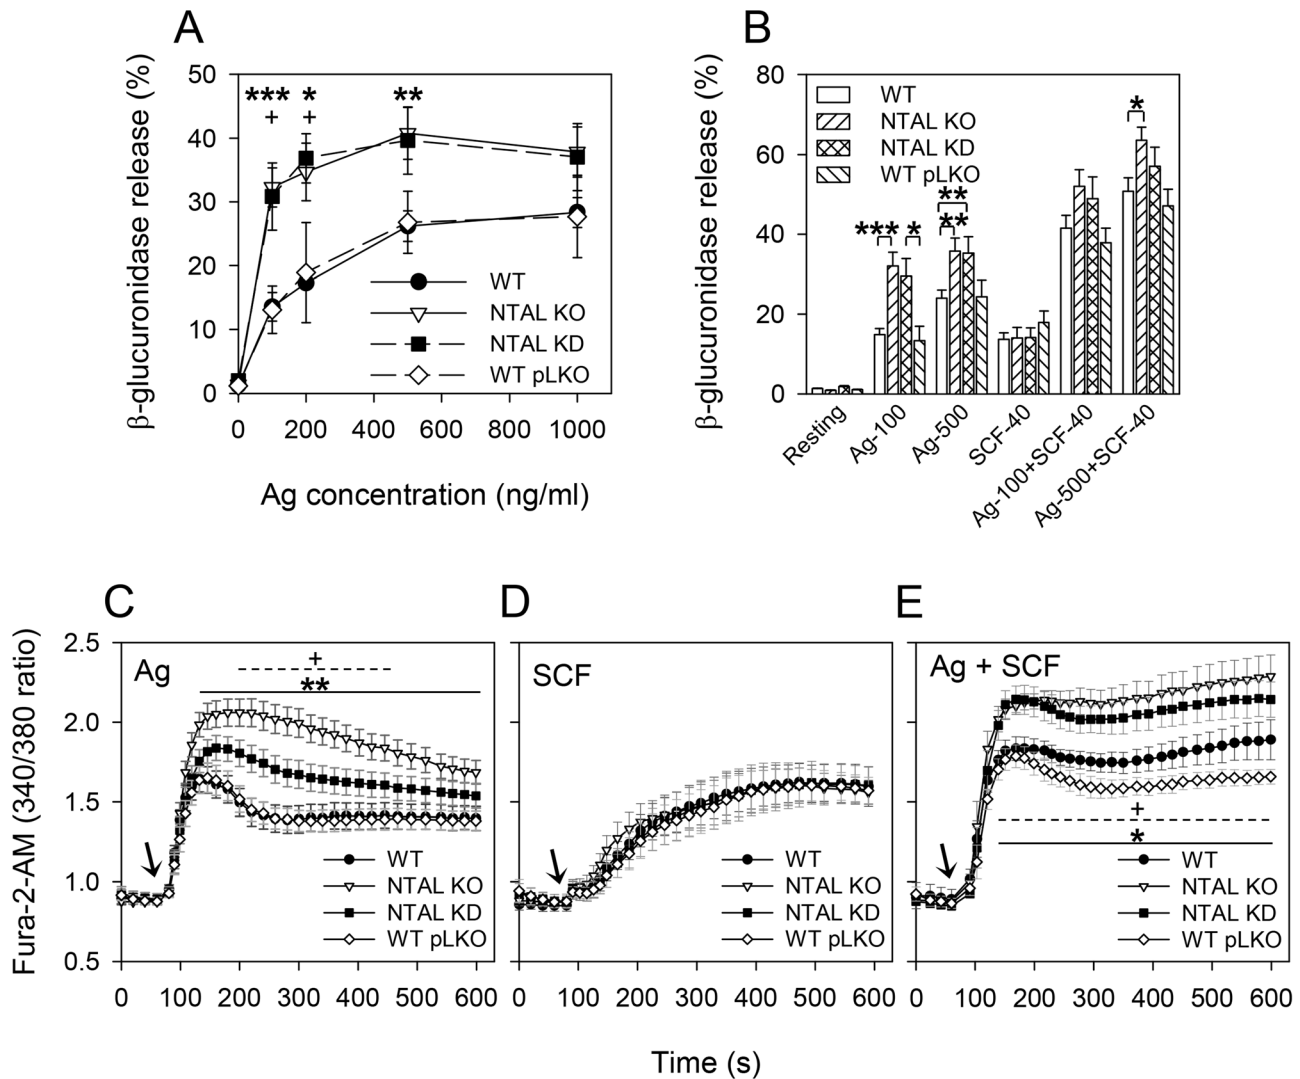 A
β-glucuronidase release (%)
50
40
30
20
10
0
*** * **
+ +
WT
NTAL KO
NTAL KD
WT pLKO
0 200 400 600 800 1000
Ag concentration (ng/ml)
B
β-glucuronidase release (%)
80
60
40
20
0
WT
NTAL KO
NTAL KD
WT pLKO
*
**
*** * **
Resting
Ag-100
Ag-500
SCF-40
Ag-100+SCF-40
Ag-500+SCF-40
C
Fura-2-AM (340/380 ratio)
2.5
2.0
1.5
1.0
0.5
Ag
+
**
WT
NTAL KO
NTAL KD
WT pLKO
0 100 200 300 400 500 600
D
SCF
WT
NTAL KO
NTAL KD
WT pLKO
0 100 200 300 400 500 600
E
Ag + SCF
+
*
WT
NTAL KO
NTAL KD
WT pLKO
0 100 200 300 400 500 600
Time (s)